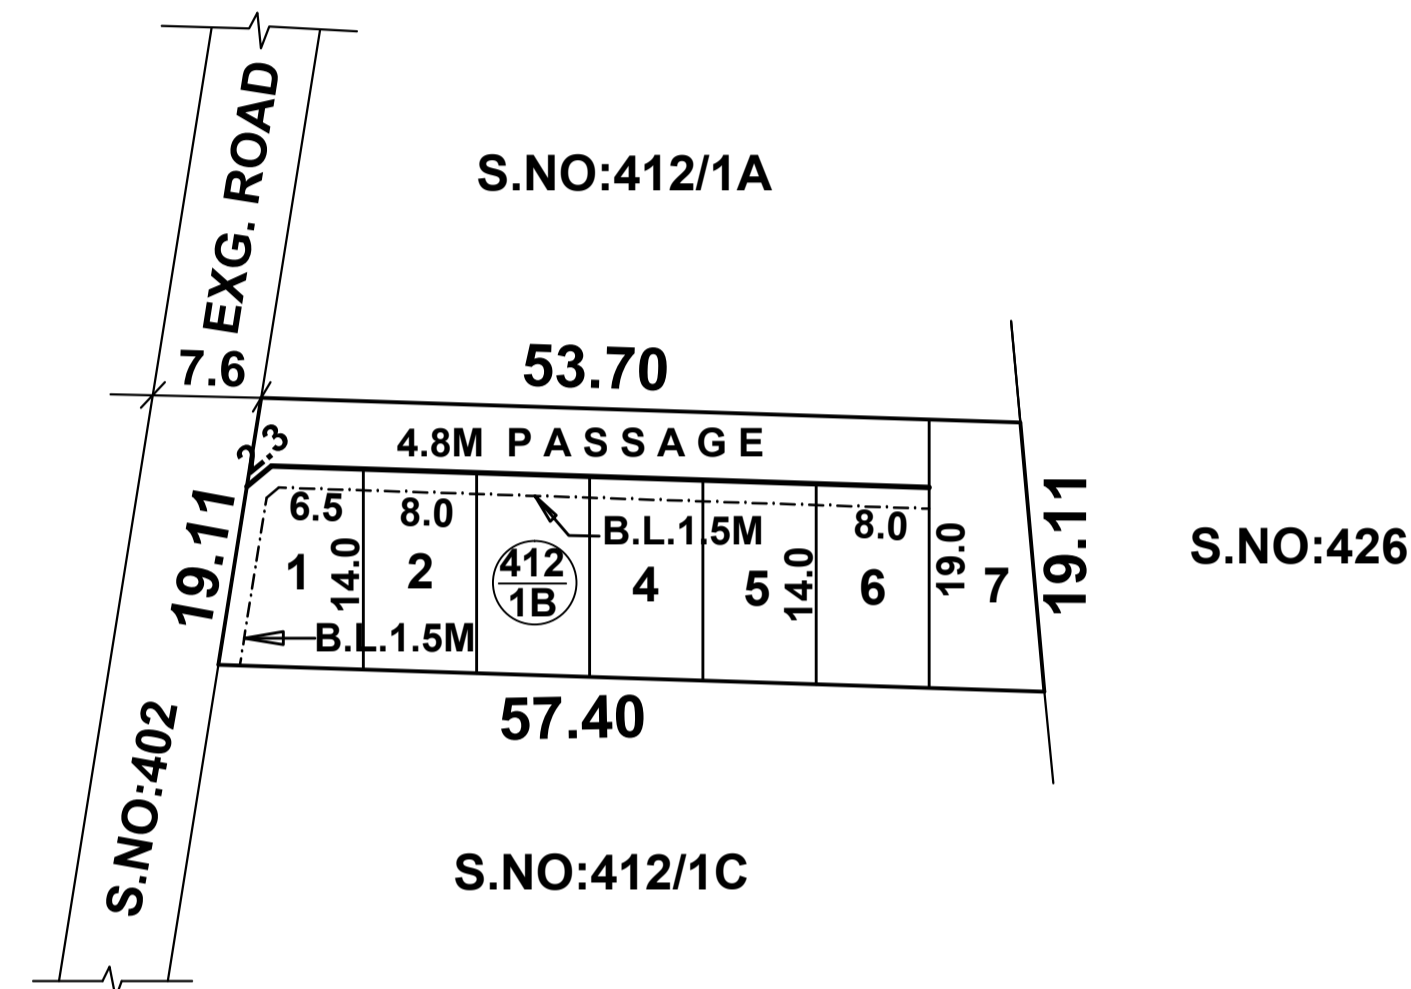 EXG. ROAD
S.NO:412/1A
7.6
53.70
2.3
4.8M PASSAGE
19.11
6.5
8.0
B.L.1.5M
8.0
1
14.0
2
412
1B
4
5
14.0
6
19.0
7
19.11
S.NO:426
B.L.1.5M
57.40
S.NO:402
S.NO:412/1C